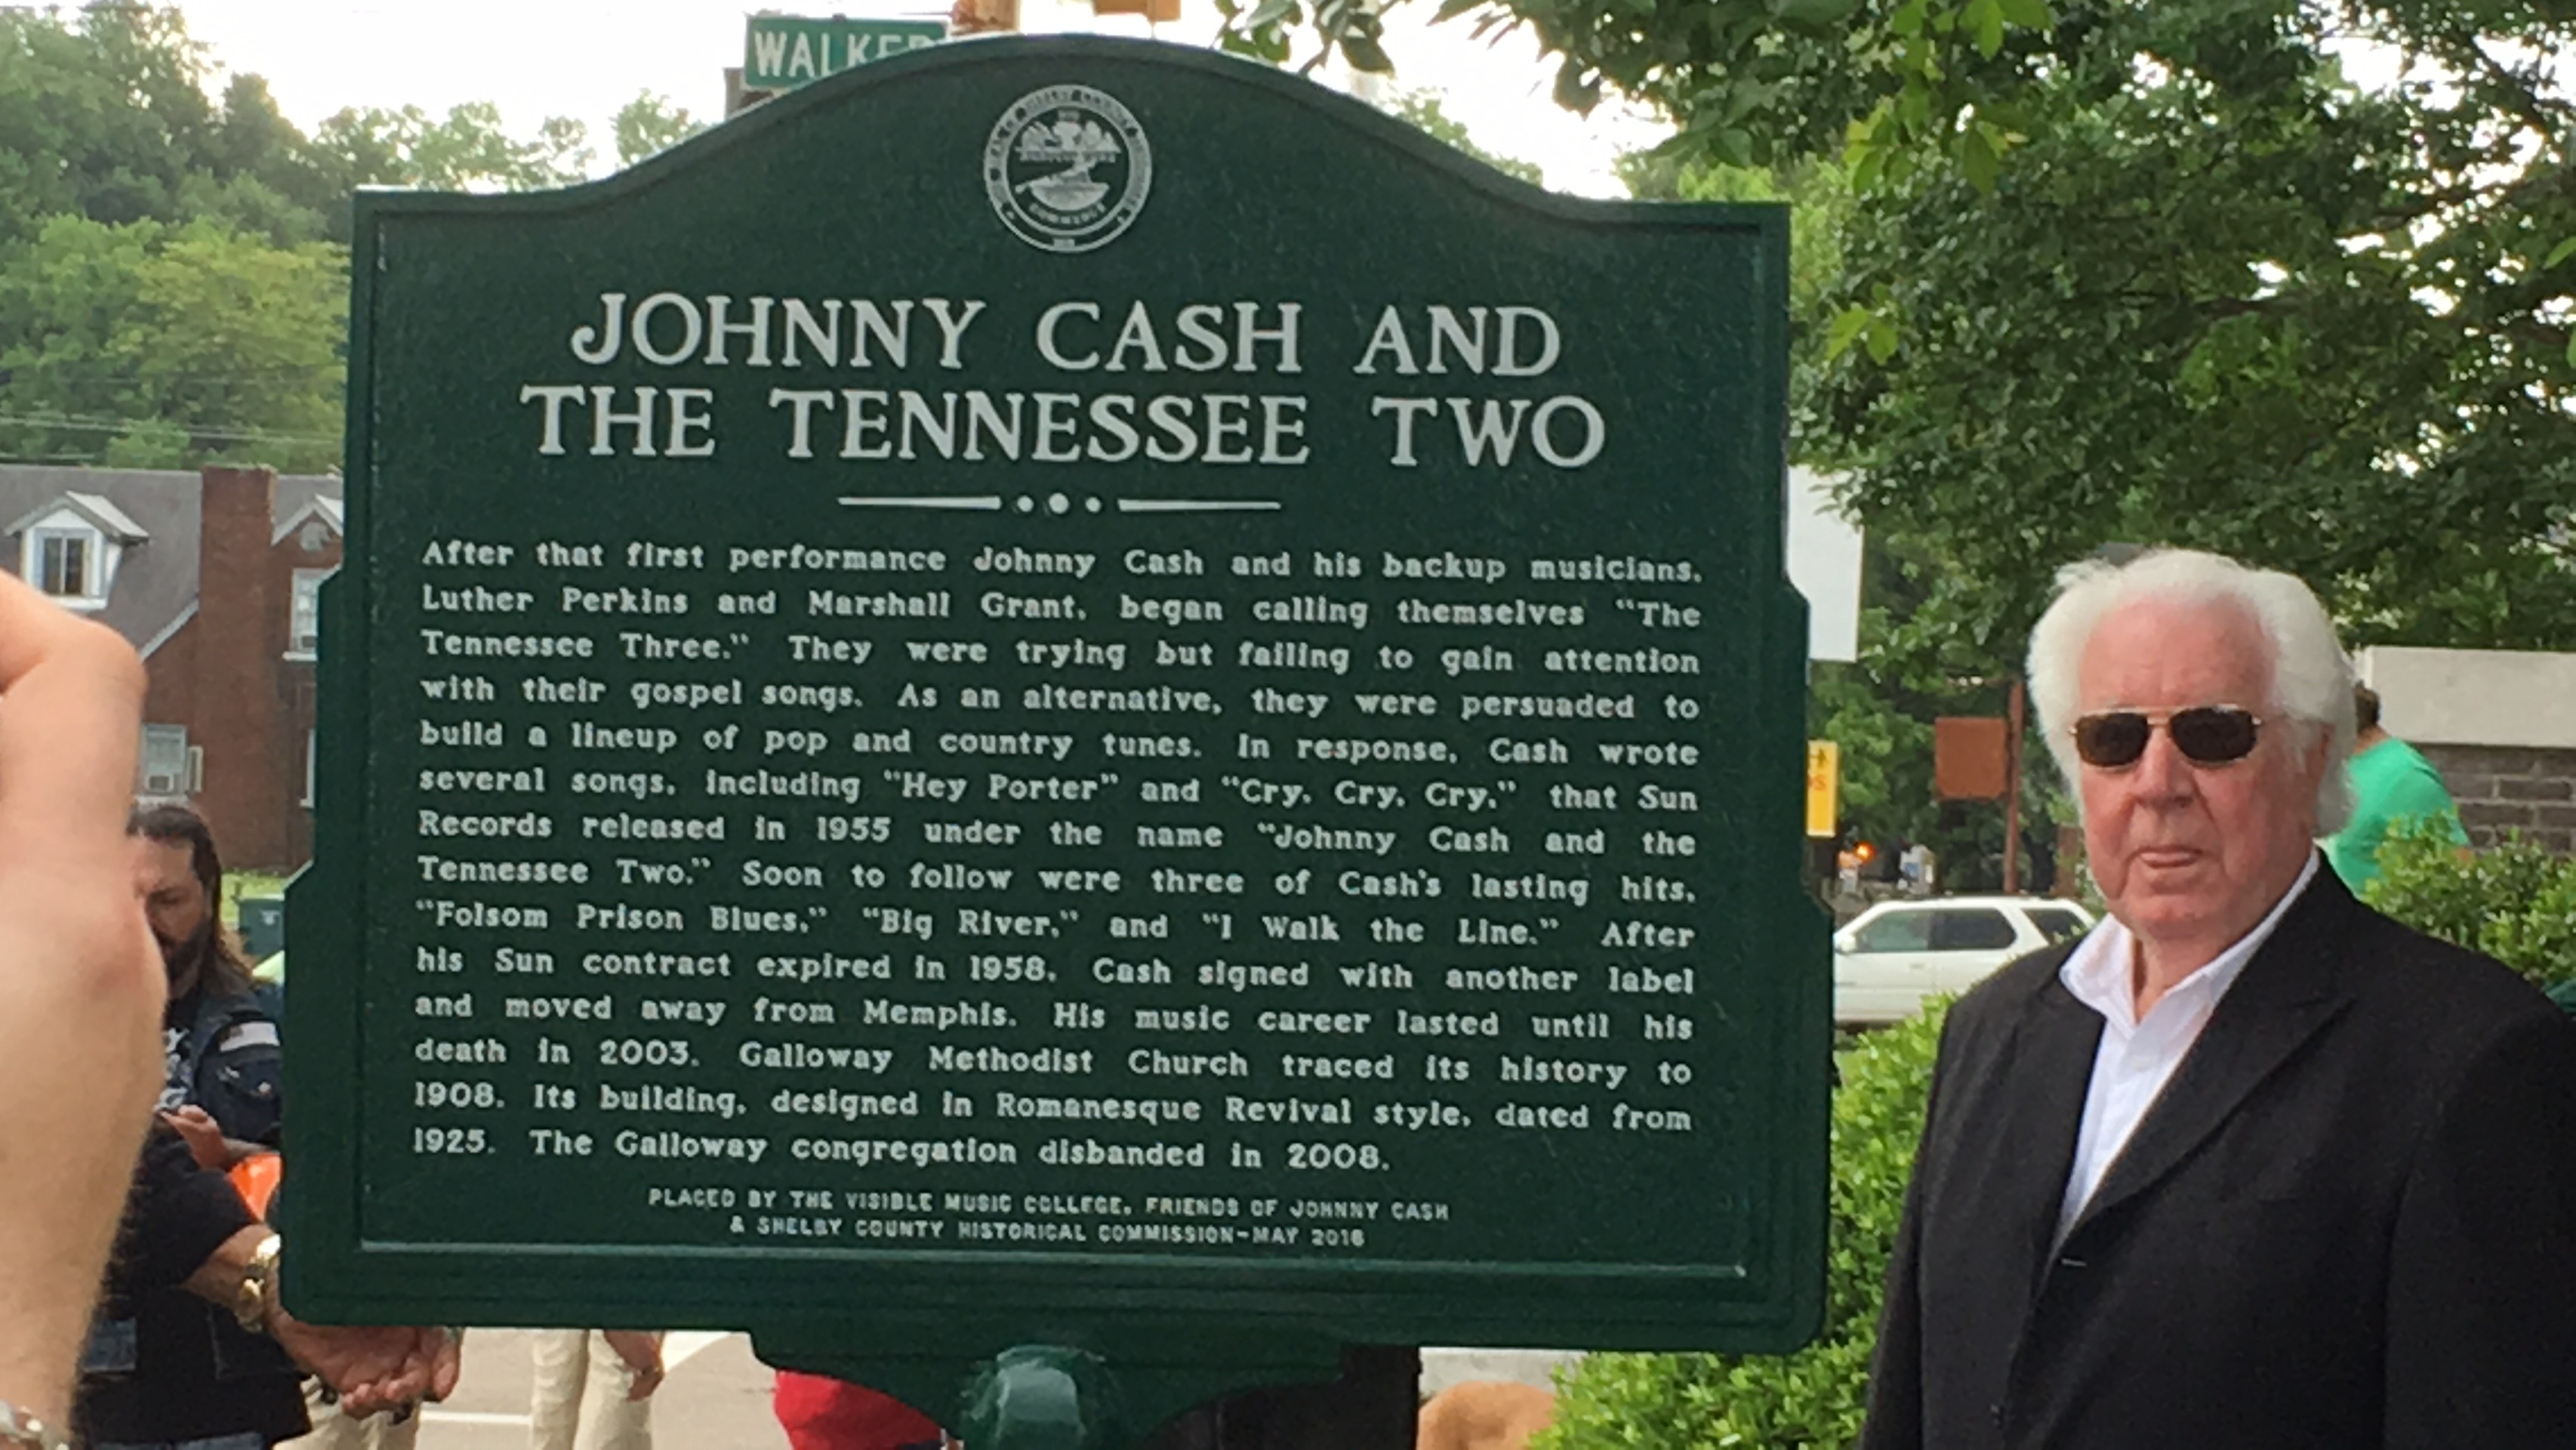 WALKER
COMMERCE
JOHNNY CASH AND
THE TENNESSEE TWO
After that first performance Johnny Cash and his backup musicians,
Luther Perkins and Marshall Grant, began calling themselves "The
Tennessee Three." They were trying but failing to gain attention
with their gospel songs. As an alternative, they were persuaded to
build a lineup of pop and country tunes. In response, Cash wrote
several songs, including "Hey Porter" and "Cry, Cry, Cry," that Sun
Records released in 1955 under the name "Johnny Cash and the
Tennessee Two." Soon to follow were three of Cash's lasting hits,
"Folsom Prison Blues," "Big River," and "I Walk the Line." After
his Sun contract expired in 1958, Cash signed with another label
and moved away from Memphis. His music career lasted until his
death in 2003. Galloway Methodist Church traced its history to
1908. Its building, designed in Romanesque Revival style, dated from
1925. The Galloway congregation disbanded in 2008.
PLACED BY THE VISIBLE MUSIC COLLEGE, FRIENDS OF JOHNNY CASH
& SHELBY COUNTY HISTORICAL COMMISSION-MAY 2016